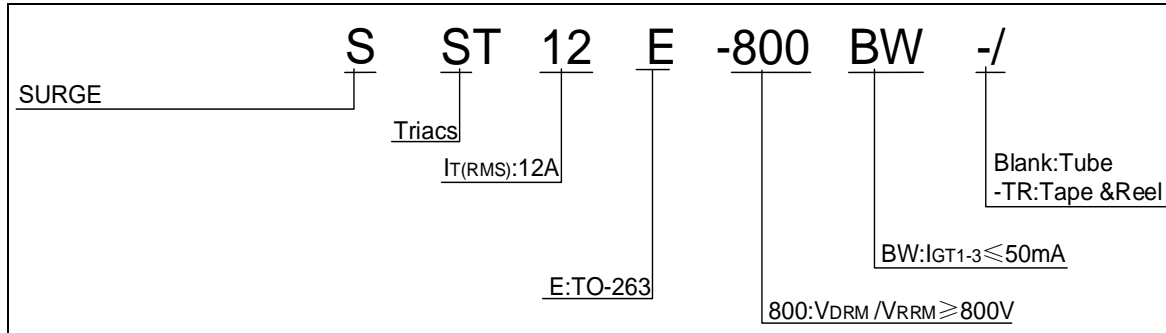 S ST 12 E -800 BW -/
SURGE
Triacs
IT(RMS):12A
Blank:Tube
-TR:Tape &Reel
BW:IGT1-3≤50mA
E:TO-263
800:VDRM /VRRM≥800V